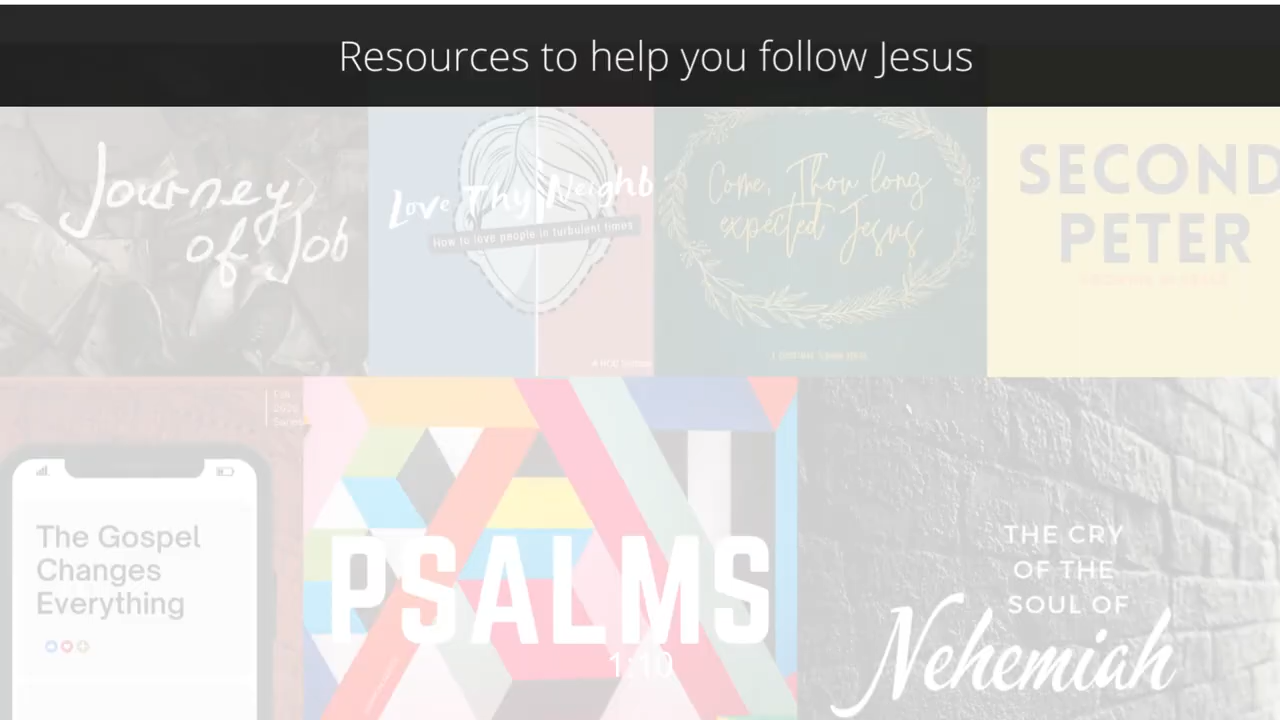 Resources to help you follow Jesus
Journey
of Job
Love Thy Neighb
How to love people in turbulent times
Come, Thou long
expected Jesus
SECOND
PETER
The Gospel
Changes
Everything
PSALMS
1:10
THE CRY
OF THE
SOUL OF
Nehemiah